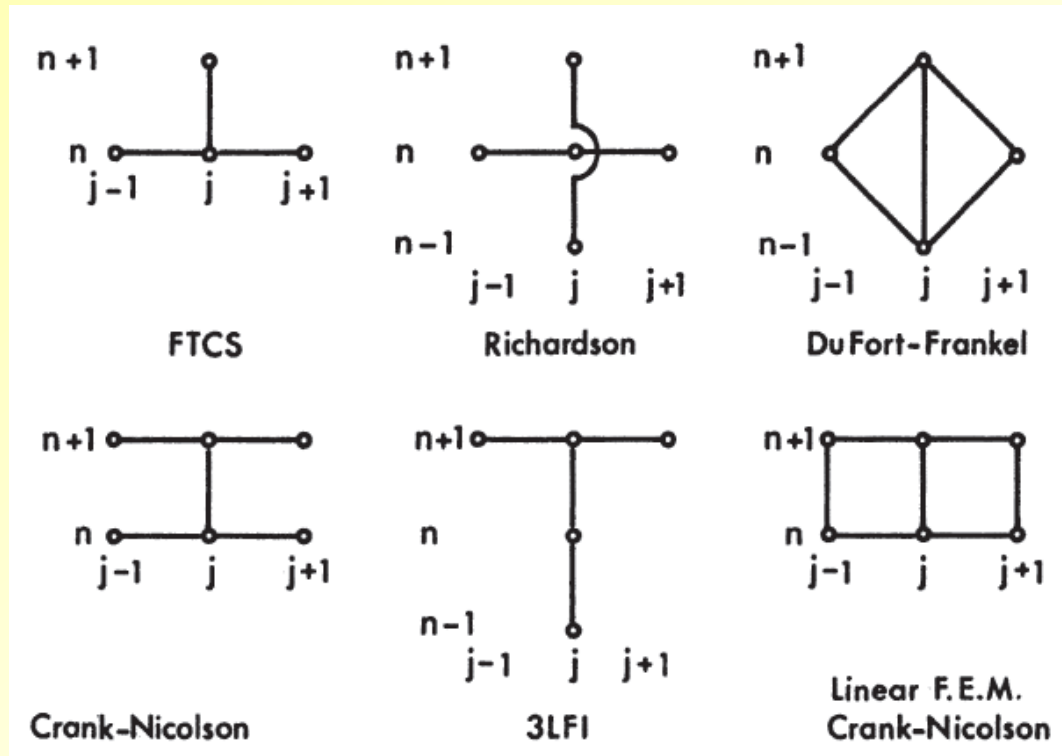 n+1
n
j-1 j j+1
FTCS
n+1
n
n-1
j-1 j j+1
Richardson
n+1
n
n-1
j-1 j j+1
DuFort-Frankel
n+1
n
j-1 j j+1
Crank-Nicolson
n+1
n
n-1
j-1 j j+1
3LFI
n+1
n
j-1 j j+1
Linear F.E.M.
Crank-Nicolson